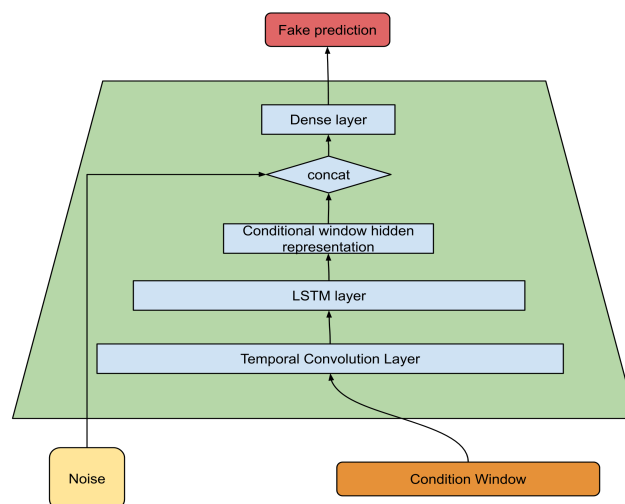 Fake prediction
Dense layer
concat
Conditional window hidden
representation
LSTM layer
Temporal Convolution Layer
Noise
Condition Window